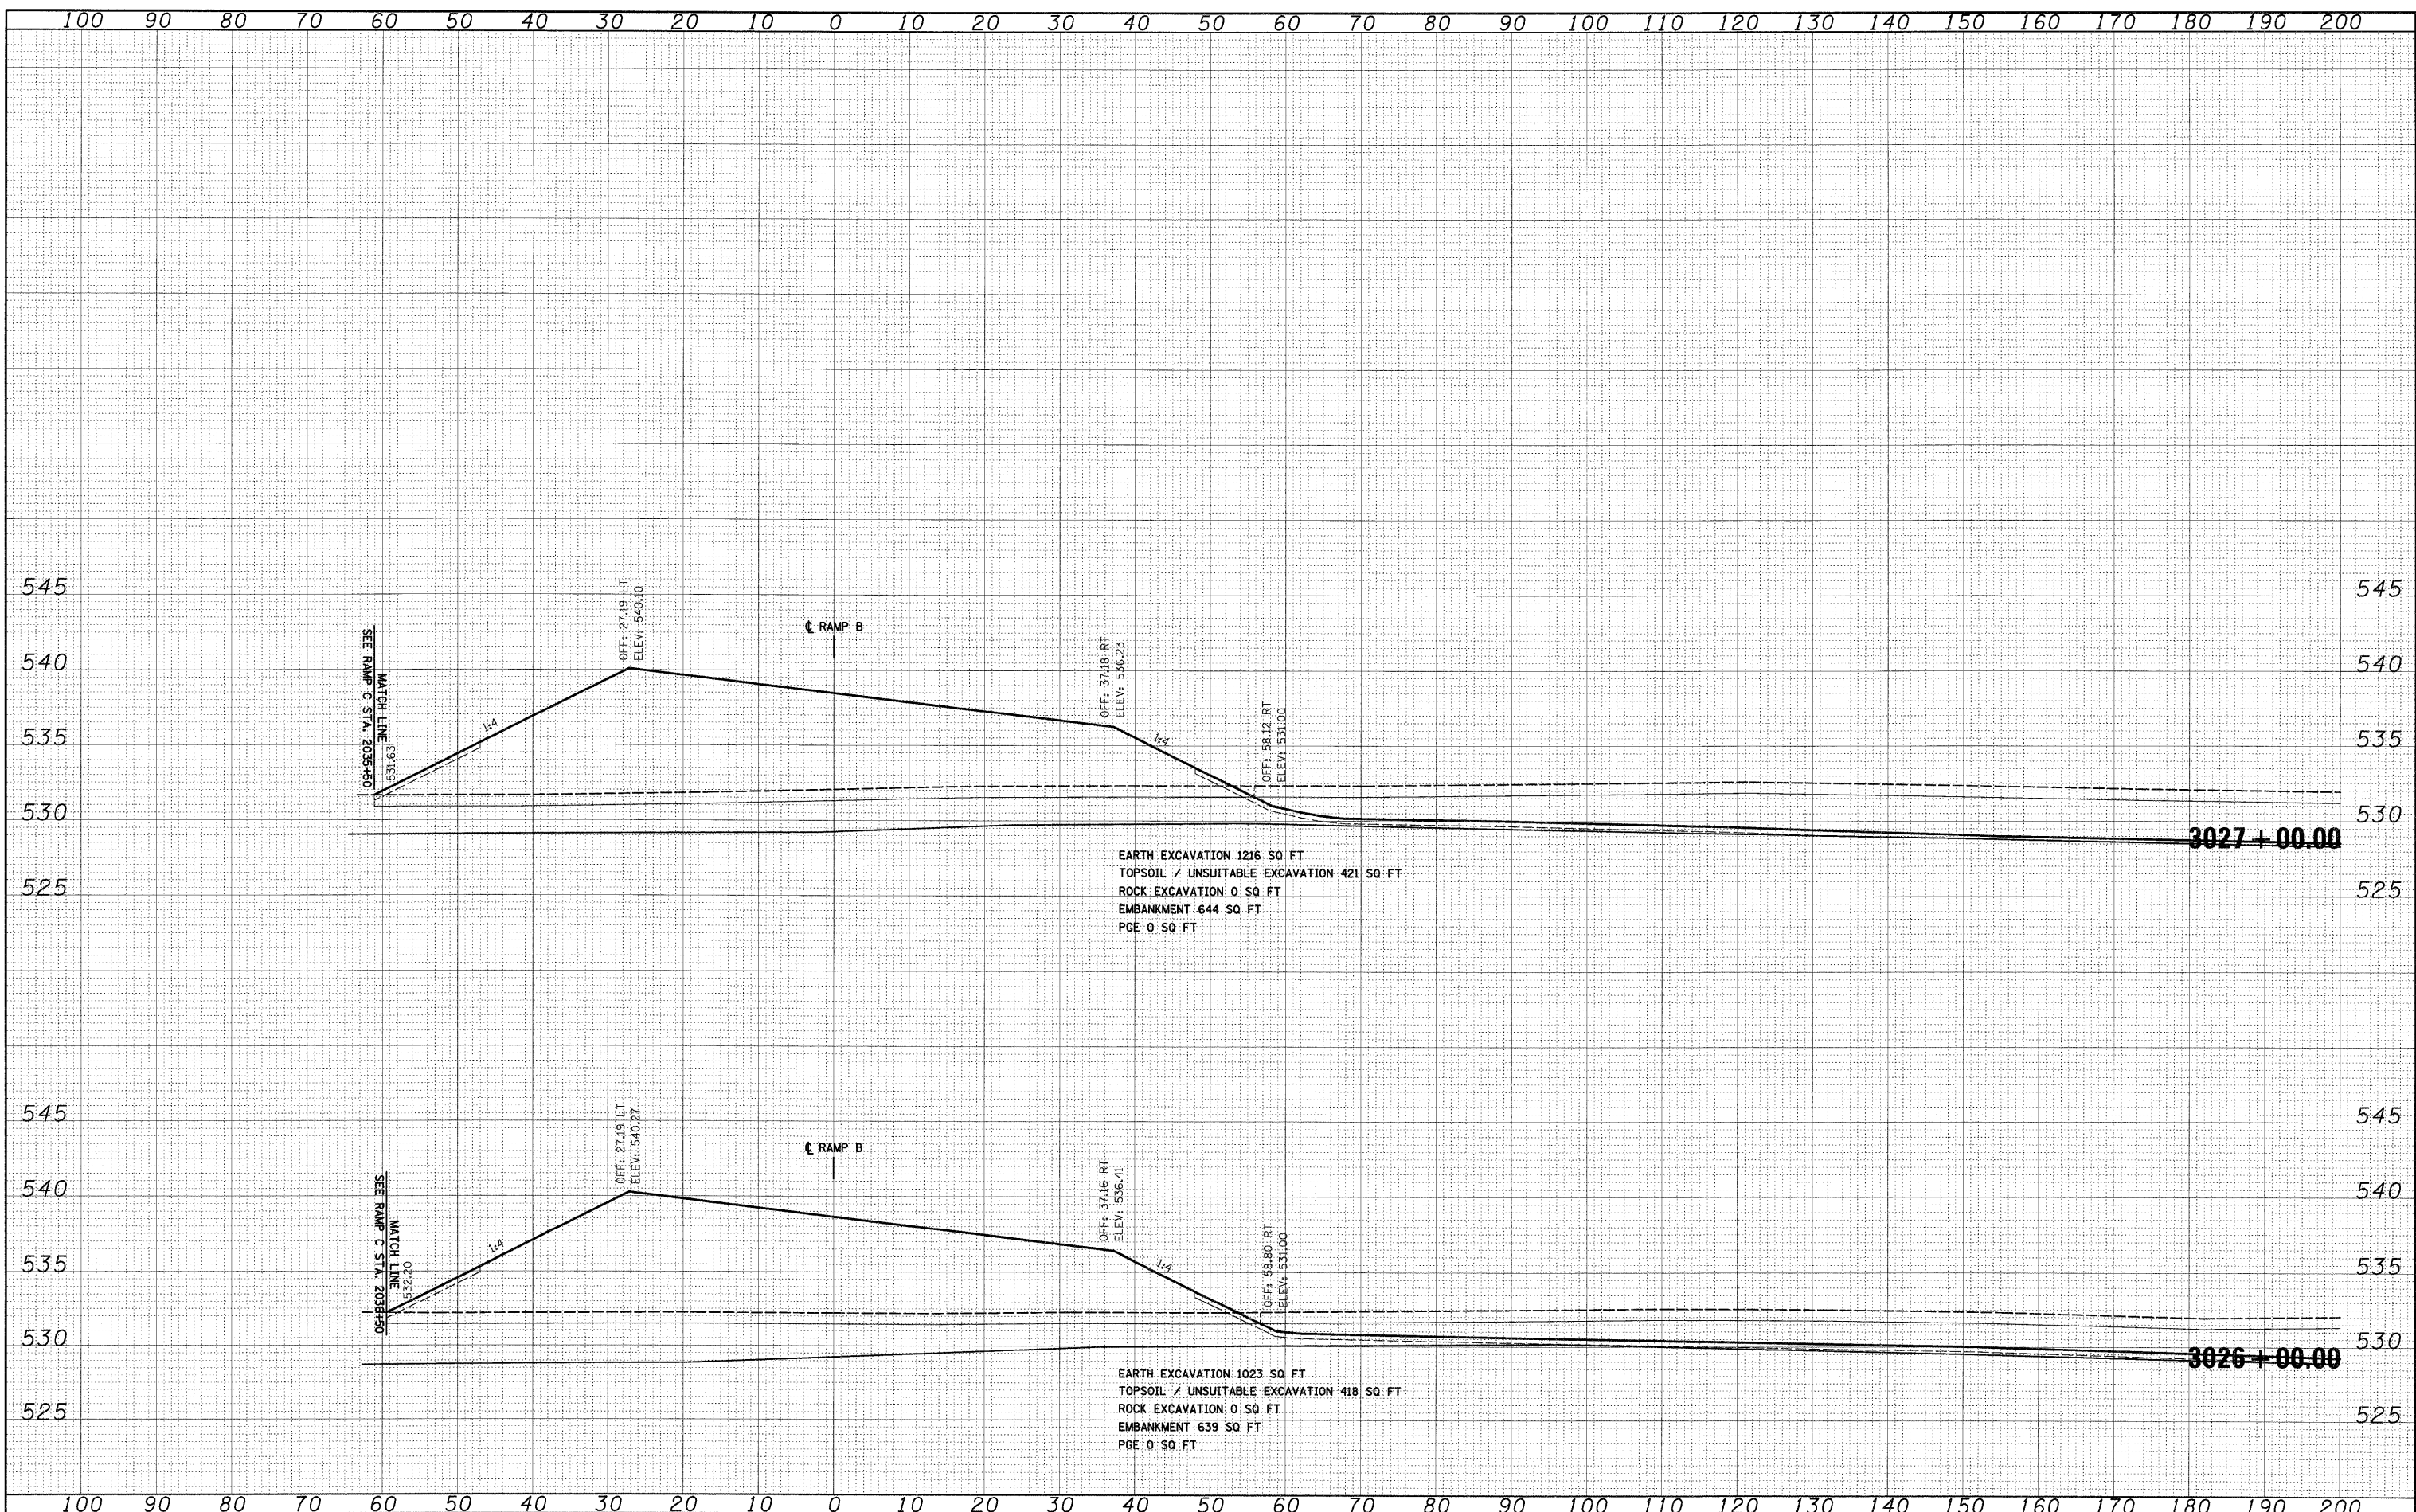 100 90 80 70 60 50 40 30 20 10 0 10 20 30 40 50 60 70 80 90 100 110 120 130 140 150 160 170 180 190 200
545 545
OFF: 27.19 LT
ELEV: 540.10
℄ RAMP B
540 540
SEE RAMP C STA. 2035+50
MATCH LINE
531.63
OFF: 37.18 RT
ELEV: 536.23
1:4
1:4
535 535
OFF: 58.12 RT
ELEV: 531.00
530 530
3027+00.00
EARTH EXCAVATION 1216 SQ FT
TOPSOIL / UNSUITABLE EXCAVATION 421 SQ FT
ROCK EXCAVATION 0 SQ FT
EMBANKMENT 644 SQ FT
PGE 0 SQ FT
525 525
545 545
OFF: 27.19 LT
ELEV: 540.27
℄ RAMP B
540 540
SEE RAMP C STA. 2036+50
MATCH LINE
532.20
OFF: 37.16 RT
ELEV: 536.41
1:4
1:4
535 535
OFF: 58.80 RT
ELEV: 531.00
530 530
3026+00.00
EARTH EXCAVATION 1023 SQ FT
TOPSOIL / UNSUITABLE EXCAVATION 418 SQ FT
ROCK EXCAVATION 0 SQ FT
EMBANKMENT 639 SQ FT
PGE 0 SQ FT
525 525
100 90 80 70 60 50 40 30 20 10 0 10 20 30 40 50 60 70 80 90 100 110 120 130 140 150 160 170 180 190 200